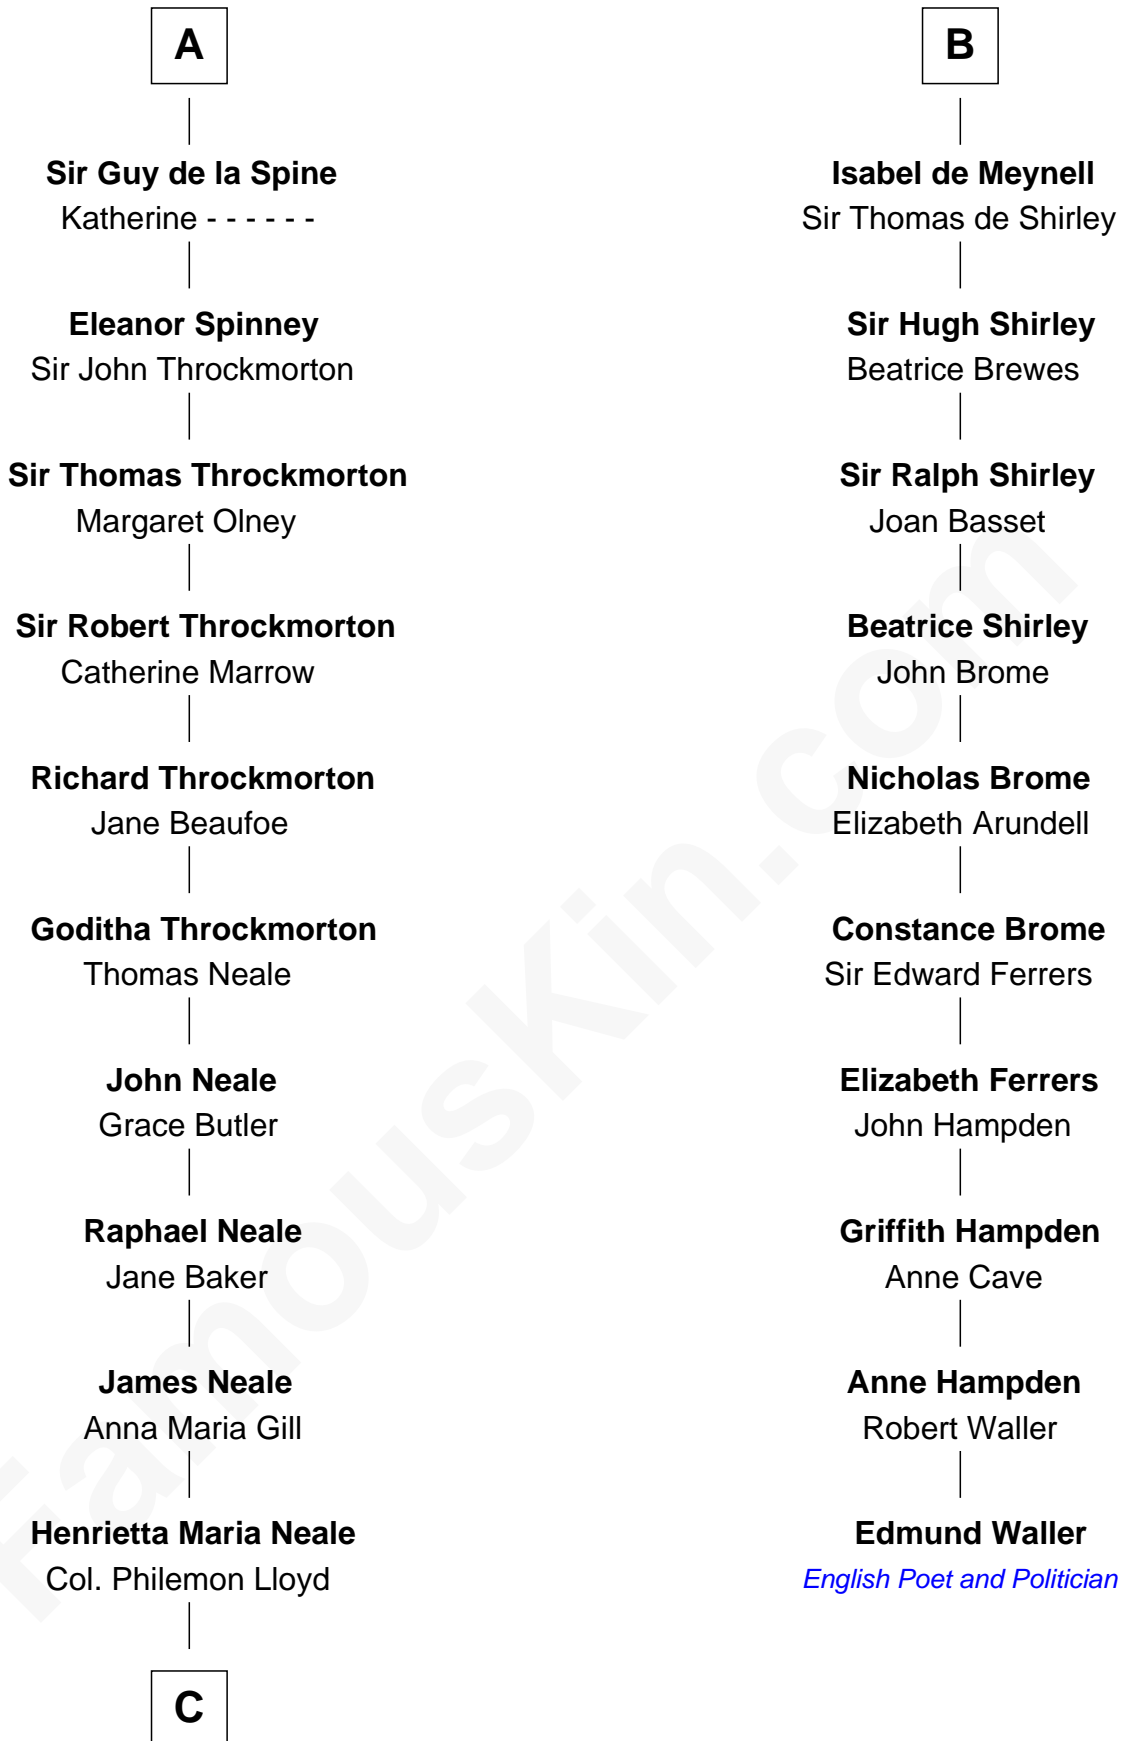 A
Sir Guy de la Spine
Katherine - - - - - -
Eleanor Spinney
Sir John Throckmorton
Sir Thomas Throckmorton
Margaret Olney
Sir Robert Throckmorton
Catherine Marrow
Richard Throckmorton
Jane Beaufoe
Goditha Throckmorton
Thomas Neale
John Neale
Grace Butler
Raphael Neale
Jane Baker
James Neale
Anna Maria Gill
Henrietta Maria Neale
Col. Philemon Lloyd
C
B
Isabel de Meynell
Sir Thomas de Shirley
Sir Hugh Shirley
Beatrice Brewes
Sir Ralph Shirley
Joan Basset
Beatrice Shirley
John Brome
Nicholas Brome
Elizabeth Arundell
Constance Brome
Sir Edward Ferrers
Elizabeth Ferrers
John Hampden
Griffith Hampden
Anne Cave
Anne Hampden
Robert Waller
Edmund Waller
English Poet and Politician
FamousKin.com